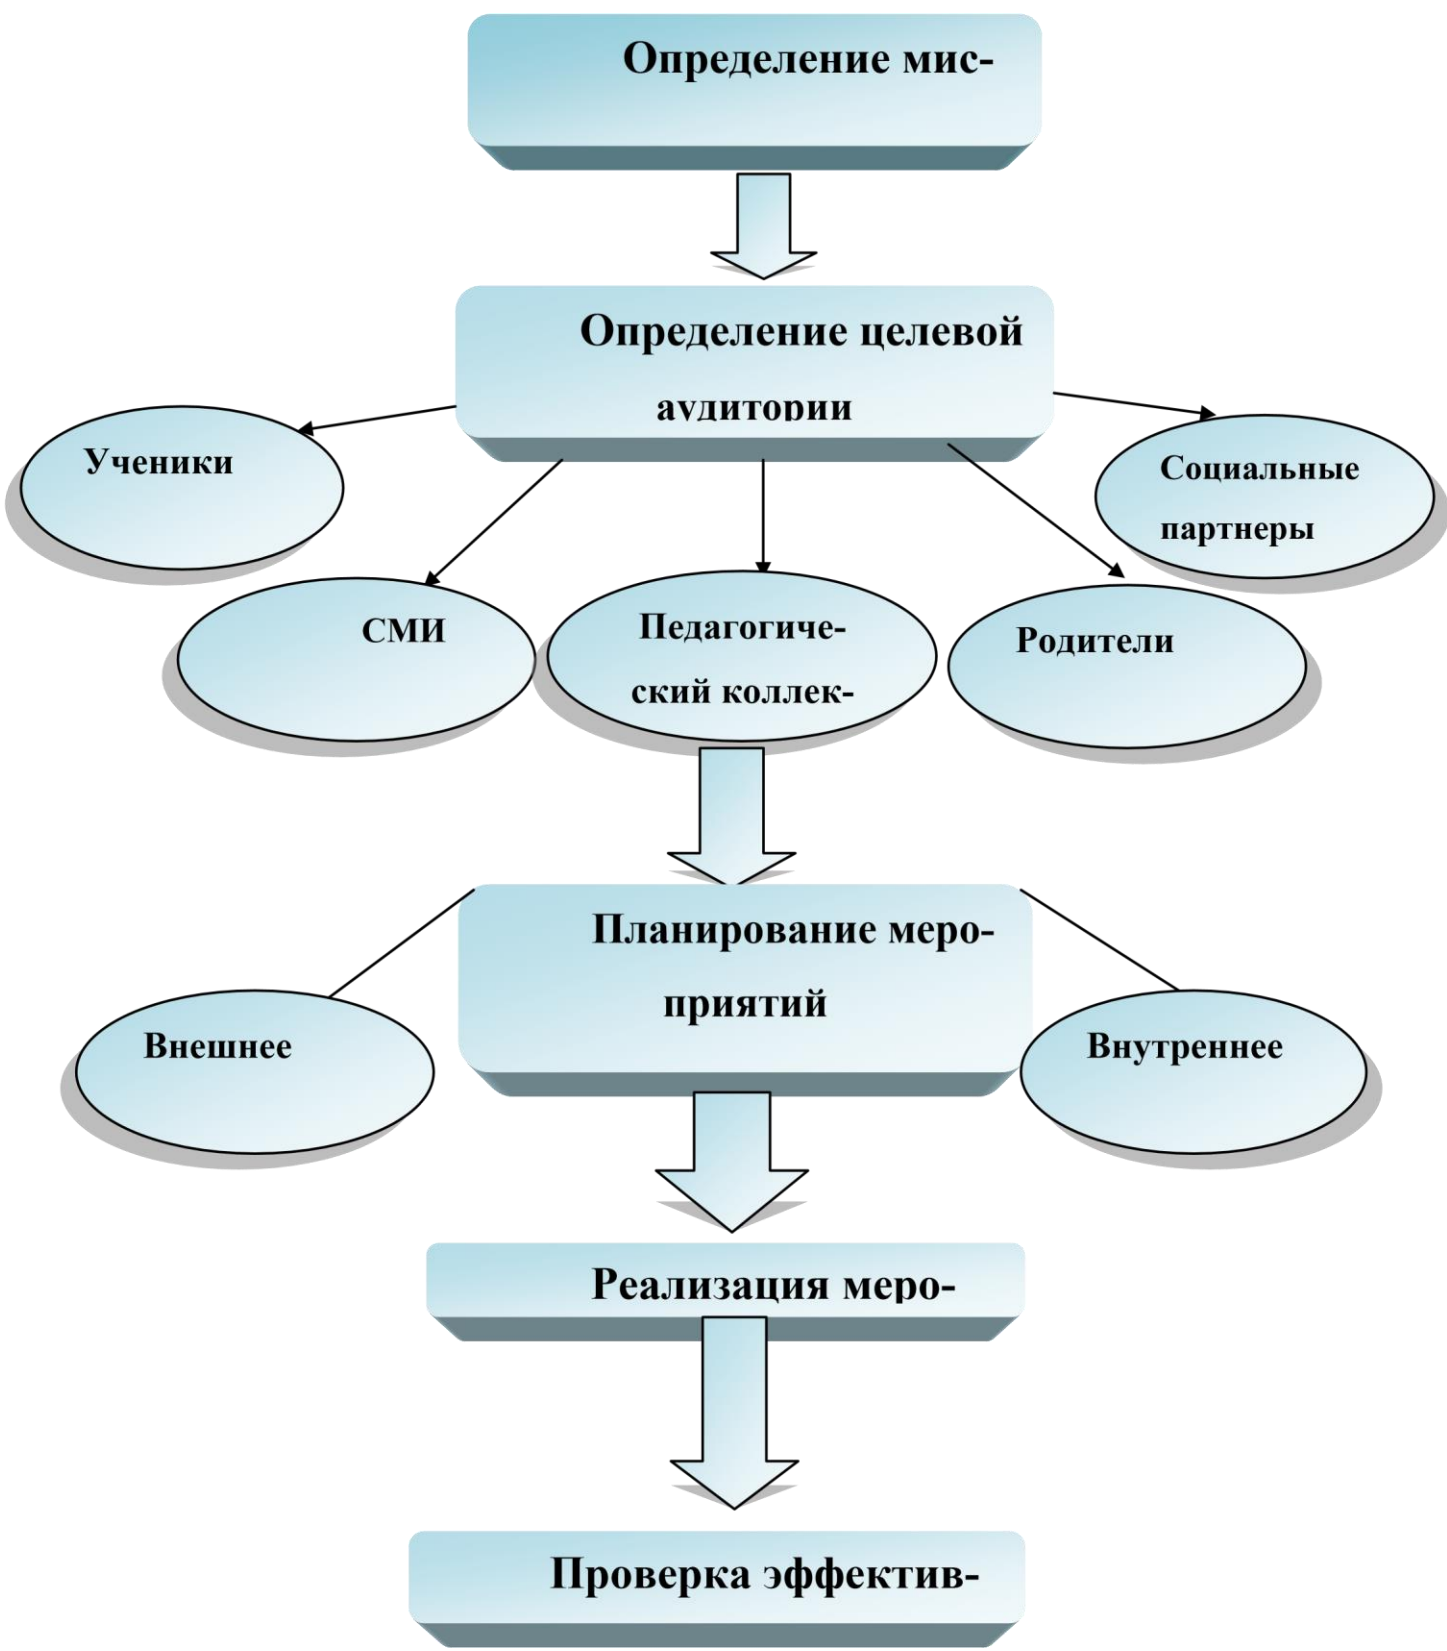 Определение мис-
Определение целевой
аудитории
Ученики
Социальные
партнеры
СМИ
Педагогиче-
ский коллек-
Родители
Планирование меро-
приятий
Внешнее
Внутреннее
Реализация меро-
Проверка эффектив-